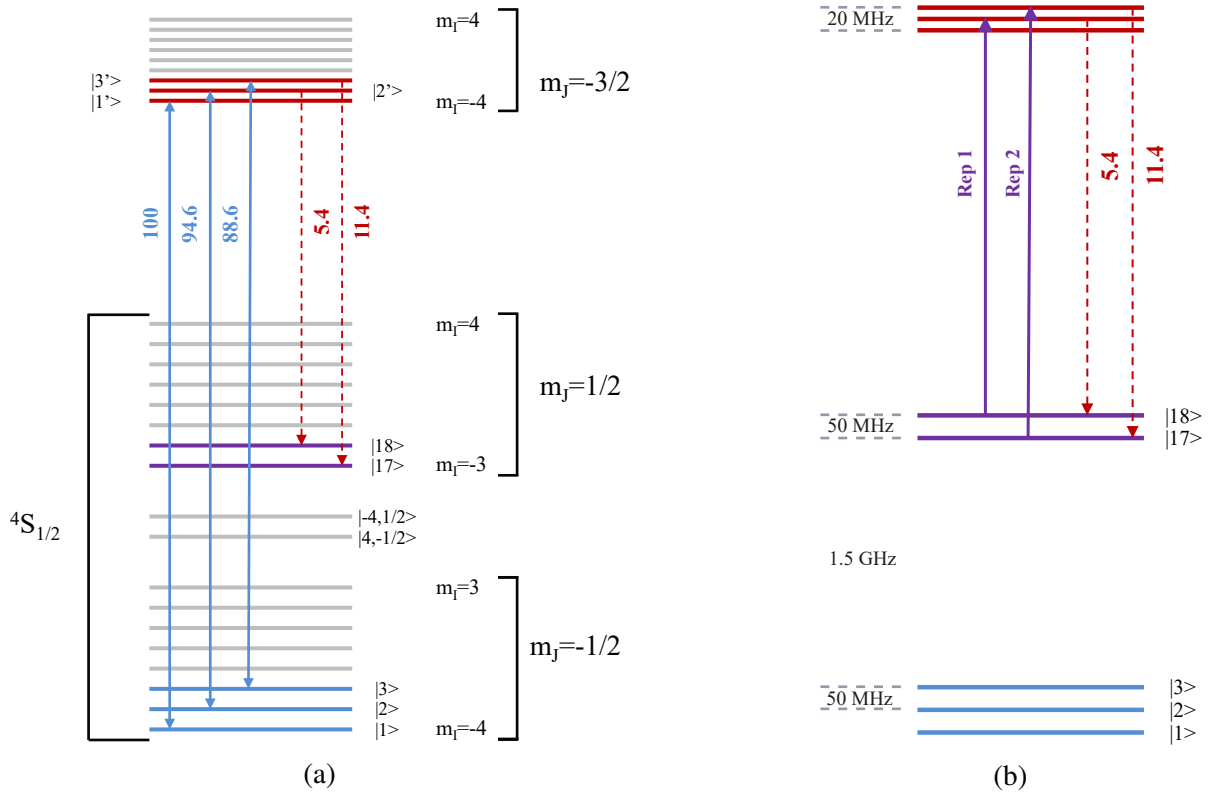 m_I=4
|3'>
|2'>
|1'>
m_I=-4
m_J=-3/2
100
94.6
88.6
5.4
11.4
m_I=4
m_J=1/2
|18>
|17>
m_I=-3
⁴S_{1/2}
|-4,1/2>
|4,-1/2>
m_I=3
m_J=-1/2
|3>
|2>
|1>
m_I=-4
(a)
20 MHz
Rep 1
Rep 2
5.4
11.4
50 MHz
|18>
|17>
1.5 GHz
50 MHz
|3>
|2>
|1>
(b)